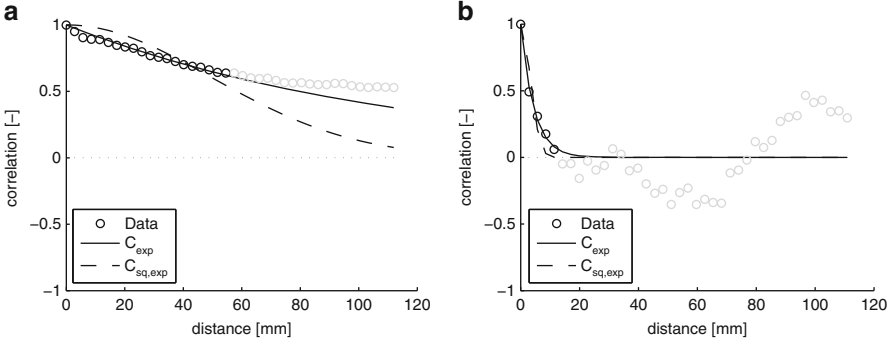 a
1
0.5
0
−0.5
−1
correlation [-]
Data
C_exp
C_sq,exp
0 20 40 60 80 100 120
distance [mm]
b
1
0.5
0
−0.5
−1
correlation [-]
Data
C_exp
C_sq,exp
0 20 40 60 80 100 120
distance [mm]